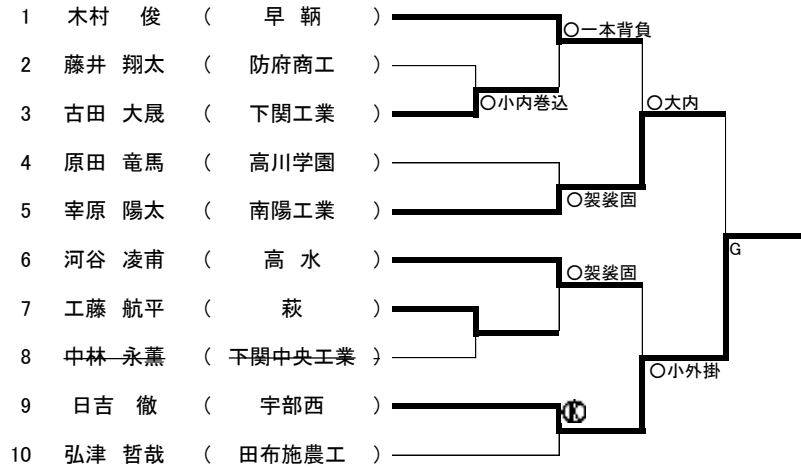 1 木村 俊 ( 早 鞆 )
○一本背負
2 藤井 翔太 ( 防府商工 )
○小内巻込
3 古田 大晟 ( 下関工業 )
○大内
4 原田 竜馬 ( 高川学園 )
○袈裟固
5 宰原 陽太 ( 南陽工業 )
G
6 河谷 凌甫 ( 高 水 )
○袈裟固
7 工藤 航平 ( 萩 )
8 中林 永薫 ( 下関中央工業 )
○小外掛
9 日吉 徹 ( 宇部西 )
Ⓚ
10 弘津 哲哉 ( 田布施農工 )